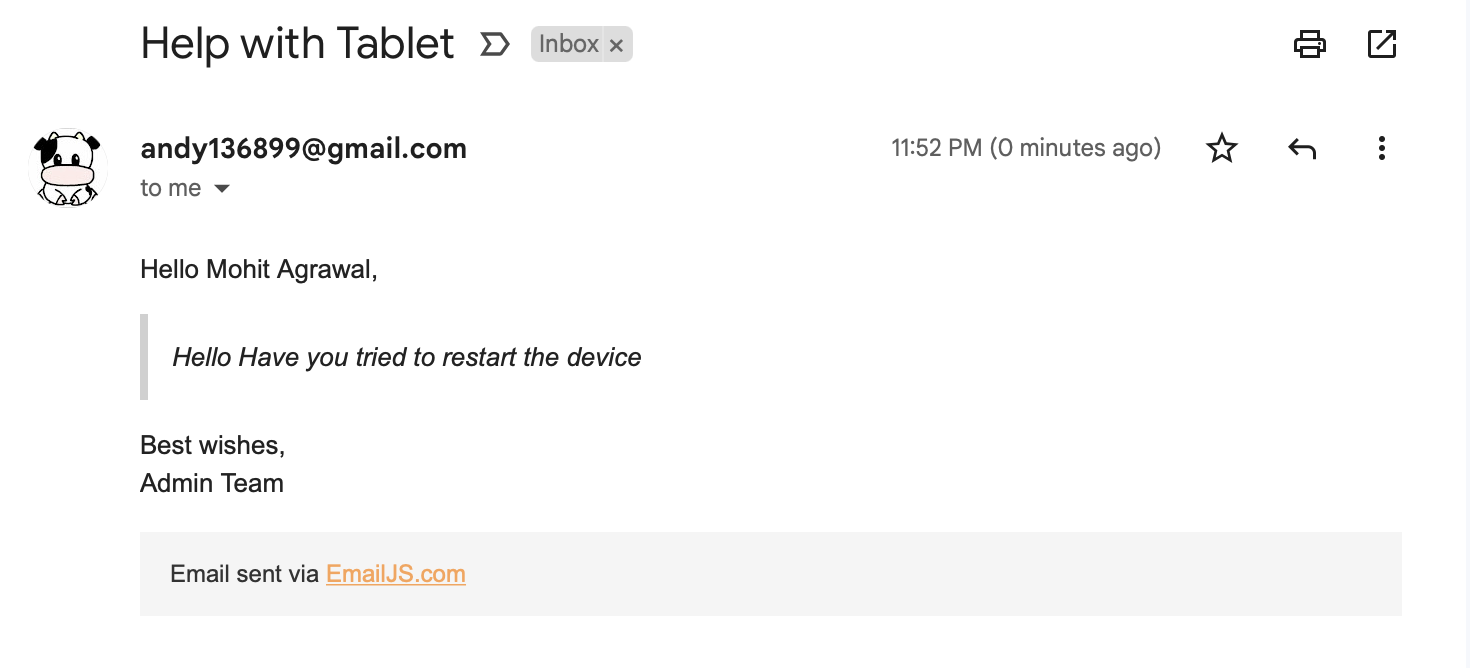 Help with Tablet Inbox ×
andy136899@gmail.com 11:52 PM (0 minutes ago)
to me
Hello Mohit Agrawal,
Hello Have you tried to restart the device
Best wishes,
Admin Team
Email sent via EmailJS.com